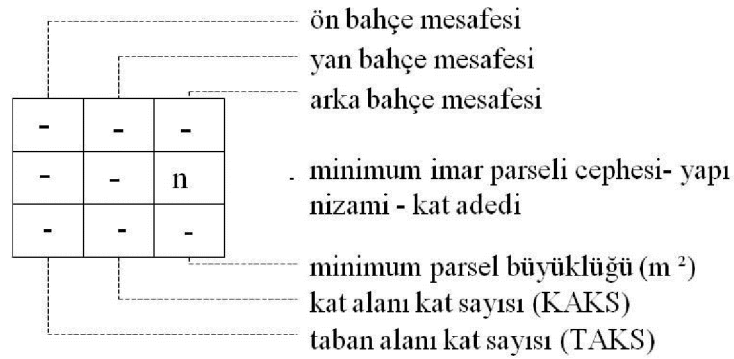 ön bahçe mesafesi
yan bahçe mesafesi
arka bahçe mesafesi
- - -
- - n
- - -
- minimum imar parseli cephesi- yapı
nizami - kat adedi
minimum parsel büyüklüğü (m ²)
kat alanı kat sayısı (KAKS)
taban alanı kat sayısı (TAKS)